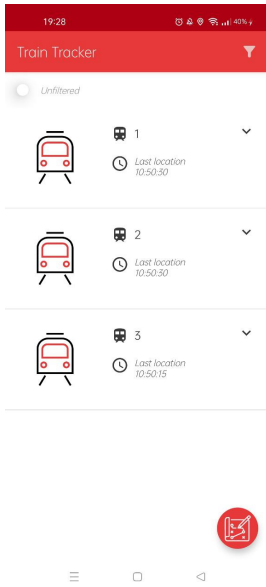 19:28
40%
Train Tracker
Unfiltered
1
Last location
10:50:30
2
Last location
10:50:30
3
Last location
10:50:15